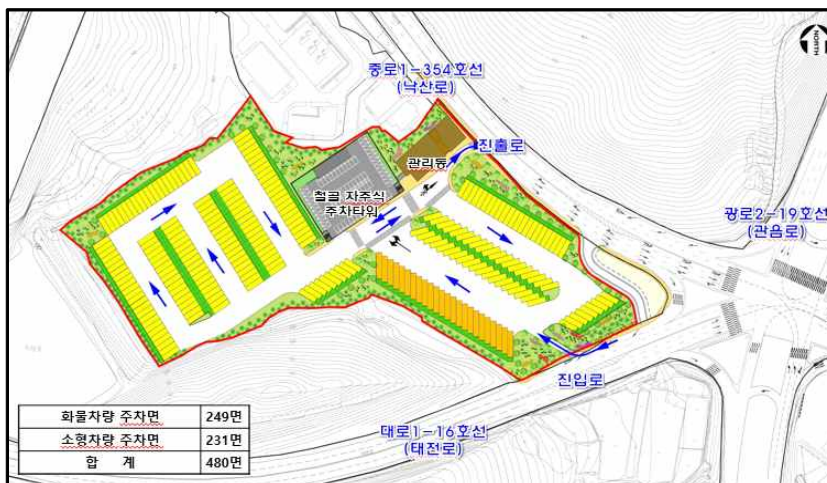 NORTH
중로1-354호선
(낙산로)
진출로
관리동
철골 자주식
주차타워
광로2-19호선
(관음로)
진입로
대로1-16호선
(태전로)
화물차량 주차면 249면
소형차량 주차면 231면
합 계 480면